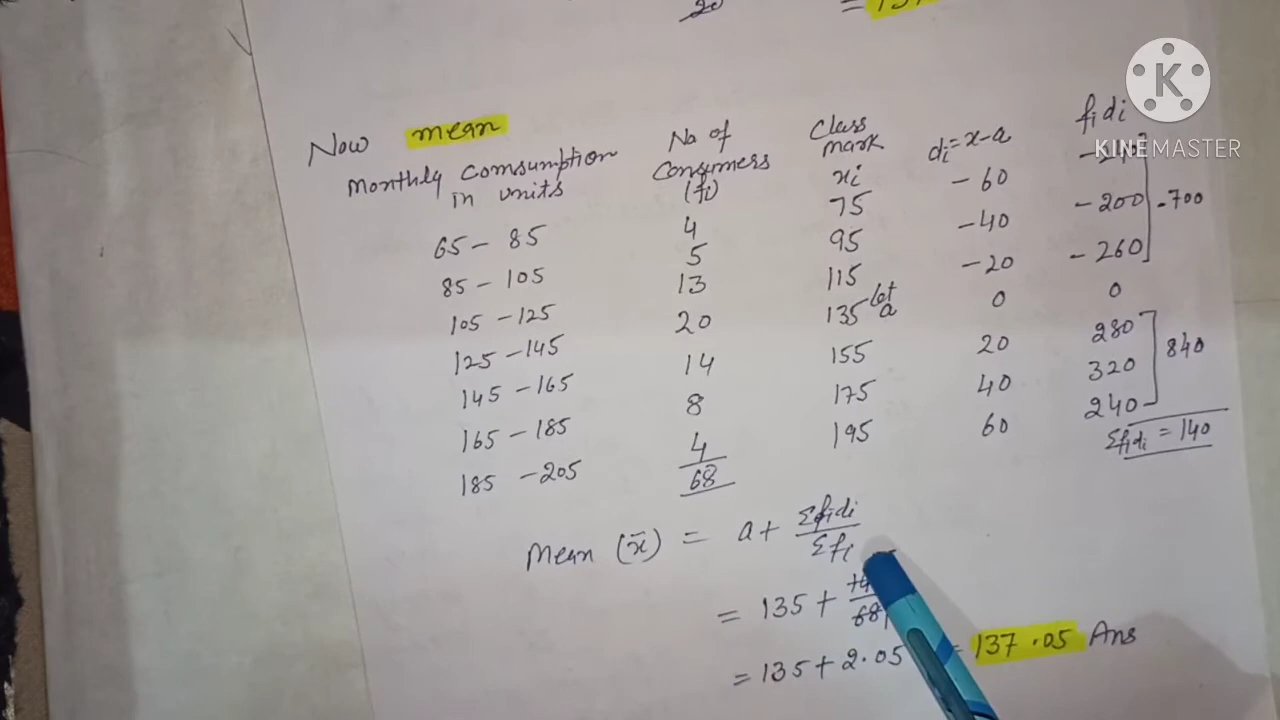 20
=
Now mean
Monthly Comsumption in units
No of Consumers (fi)
Class mark xi
di = x-a
fidi
65 - 85 4 75 - 60
85 - 105 5 95 - 40 - 200
105 - 125 13 115 - 20 - 260
- 700
125 - 145 20 135 let a 0 0
145 - 165 14 155 20 280
165 - 185 8 175 40 320
185 - 205 4 195 60 240
840
68
Σfidi = 140
Mean (x̄) = a + Σfidi / Σfi
= 135 + 68
= 135 + 2.05 = 137.05 Ans
K
KINEMASTER